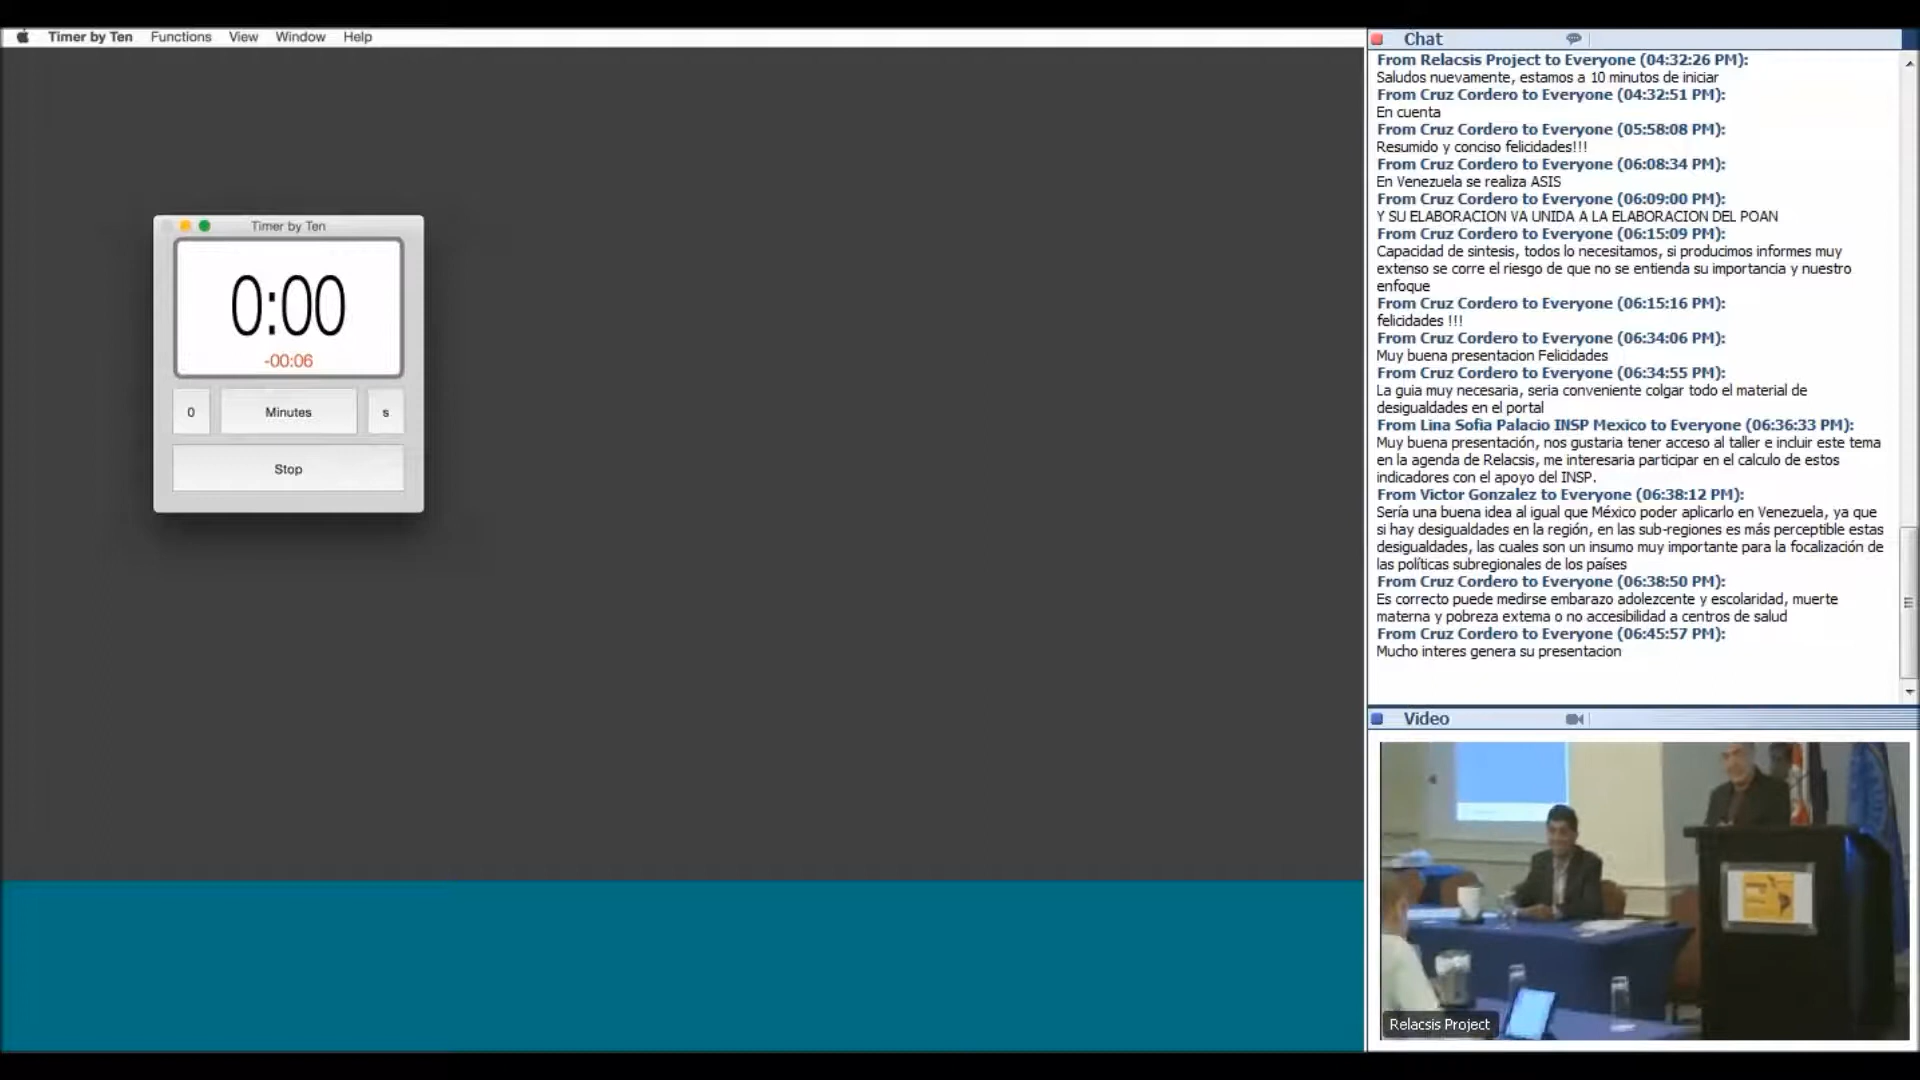 Timer by Ten Functions View Window Help
Timer by Ten
0:00
-00:06
0 Minutes s
Stop
Chat
From Relacsis Project to Everyone (04:32:26 PM):
Saludos nuevamente, estamos a 10 minutos de iniciar
From Cruz Cordero to Everyone (04:32:51 PM):
En cuenta
From Cruz Cordero to Everyone (05:58:08 PM):
Resumido y conciso felicidades!!!
From Cruz Cordero to Everyone (06:08:34 PM):
En Venezuela se realiza ASIS
From Cruz Cordero to Everyone (06:09:00 PM):
Y SU ELABORACION VA UNIDA A LA ELABORACION DEL POAN
From Cruz Cordero to Everyone (06:15:09 PM):
Capacidad de sintesis, todos lo necesitamos, si producimos informes muy
extenso se corre el riesgo de que no se entienda su importancia y nuestro
enfoque
From Cruz Cordero to Everyone (06:15:16 PM):
felicidades !!!
From Cruz Cordero to Everyone (06:34:06 PM):
Muy buena presentacion Felicidades
From Cruz Cordero to Everyone (06:34:55 PM):
La guia muy necesaria, seria conveniente colgar todo el material de
desigualdades en el portal
From Lina Sofia Palacio INSP Mexico to Everyone (06:36:33 PM):
Muy buena presentación, nos gustaria tener acceso al taller e incluir este tema
en la agenda de Relacsis, me interesaria participar en el calculo de estos
indicadores con el apoyo del INSP.
From Victor Gonzalez to Everyone (06:38:12 PM):
Sería una buena idea al igual que México poder aplicarlo en Venezuela, ya que
si hay desigualdades en la región, en las sub-regiones es más perceptible estas
desigualdades, las cuales son un insumo muy importante para la focalización de
las políticas subregionales de los países
From Cruz Cordero to Everyone (06:38:50 PM):
Es correcto puede medirse embarazo adolezcente y escolaridad, muerte
materna y pobreza extema o no accesibilidad a centros de salud
From Cruz Cordero to Everyone (06:45:57 PM):
Mucho interes genera su presentacion
Video
Relacsis Project